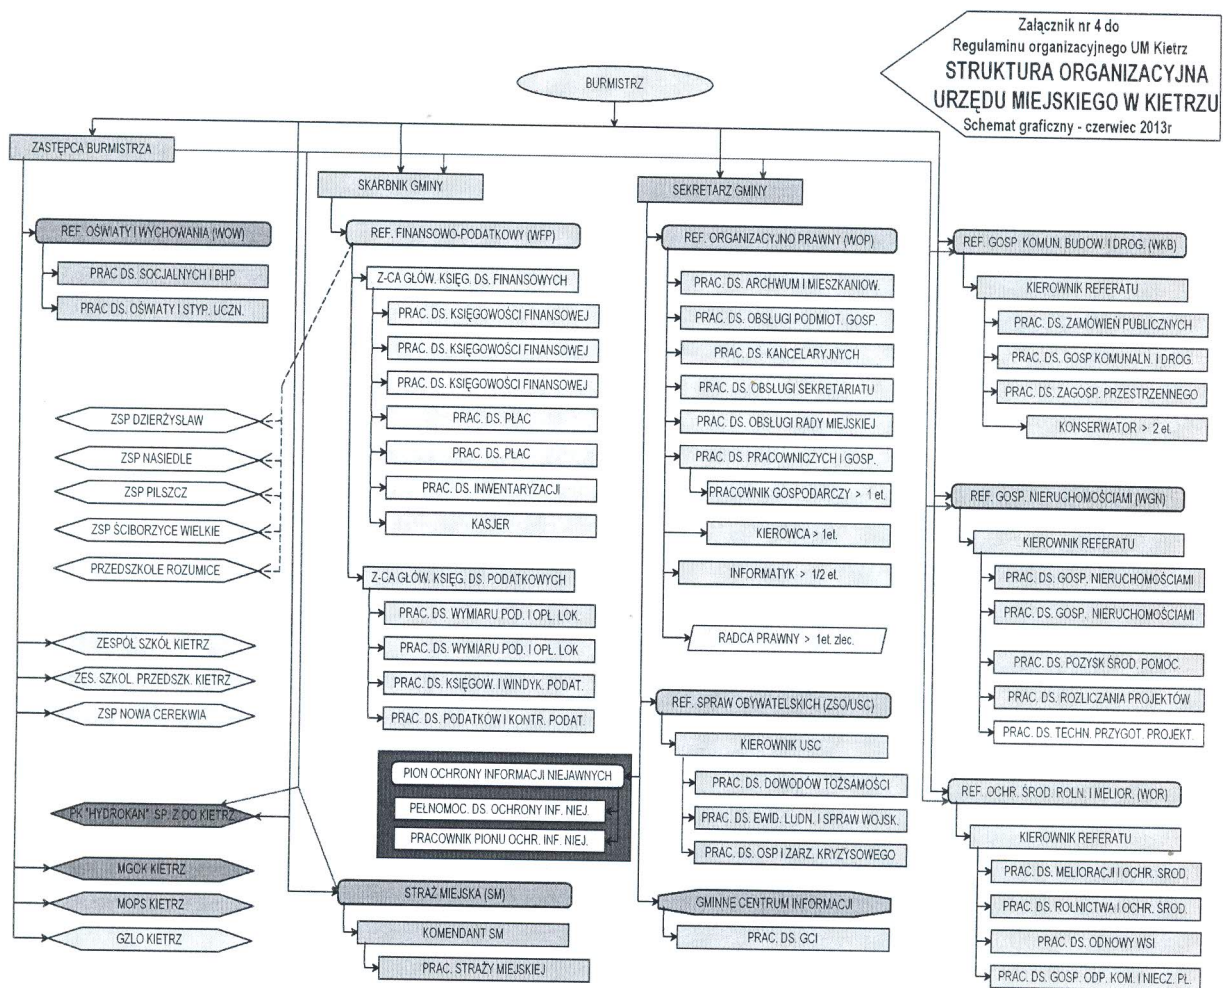 Załącznik nr 4 do
Regulaminu organizacyjnego UM Kietrz
STRUKTURA ORGANIZACYJNA
URZĘDU MIEJSKIEGO W KIETRZU
Schemat graficzny - czerwiec 2013r
BURMISTRZ
ZASTĘPCA BURMISTRZA
REF. OŚWIATY I WYCHOWANIA (WOW)
PRAC DS. SOCJALNYCH I BHP
PRAC DS. OŚWIATY I STYP. UCZN.
ZSP DZIERŻYSŁAW
ZSP NASIEDLE
ZSP PILSZCZ
ZSP ŚCIBORZYCE WIELKIE
PRZEDSZKOLE ROZUMICE
ZESPÓŁ SZKÓŁ KIETRZ
ZES. SZKOL. PRZEDSZK. KIETRZ
ZSP NOWA CEREKWIA
PK "HYDROKAN" SP. Z DO KIETRZ
MGOK KIETRZ
MOPS KIETRZ
GZLO KIETRZ
SKARBNIK GMINY
REF. FINANSOWO-PODATKOWY (WFP)
Z-CA GŁÓW. KSIĘG. DS. FINANSOWYCH
PRAC. DS. KSIĘGOWOŚCI FINANSOWEJ
PRAC. DS. KSIĘGOWOŚCI FINANSOWEJ
PRAC. DS. KSIĘGOWOŚCI FINANSOWEJ
PRAC. DS. PŁAC
PRAC. DS. PŁAC
PRAC. DS. INWENTARYZACJI
KASJER
Z-CA GŁÓW. KSIĘG. DS. PODATKOWYCH
PRAC. DS. WYMIARU POD. I OPŁ. LOK.
PRAC. DS. WYMIARU POD. I OPŁ. LOK
PRAC. DS. KSIĘGOW. I WINDYK. PODAT.
PRAC. DS. PODATKÓW I KONTR. PODAT.
PION OCHRONY INFORMACJI NIEJAWNYCH
PEŁNOMOC. DS. OCHRONY INF. NIEJ.
PRACOWNIK PIONU OCHR. INF. NIEJ.
STRAŻ MIEJSKA (SM)
KOMENDANT SM
PRAC. STRAŻY MIEJSKIEJ
SEKRETARZ GMINY
REF. ORGANIZACYJNO PRAWNY (WOP)
PRAC. DS. ARCHWUM I MIESZKANIOW.
PRAC. DS. OBSŁUGI PODMIOT. GOSP.
PRAC. DS. KANCELARYJNYCH
PRAC. DS. OBSŁUGI SEKRETARIATU
PRAC. DS. OBSŁUGI RADY MIEJSKIEJ
PRAC. DS. PRACOWNICZYCH I GOSP.
PRACOWNIK GOSPODARCZY > 1 et.
KIEROWCA > 1et.
INFORMATYK > 1/2 et.
RADCA PRAWNY > 1et. zlec.
REF. SPRAW OBYWATELSKICH (ZSO/USC)
KIEROWNIK USC
PRAC. DS. DOWODÓW TOŻSAMOŚCI
PRAC. DS. EWID. LUDN. I SPRAW WOJSK.
PRAC. DS. OSP I ZARZ. KRYZYSOWEGO
GMINNE CENTRUM INFORMACJI
PRAC. DS. GCI
REF. GOSP. KOMUN. BUDOW. I DROG. (WKB)
KIEROWNIK REFERATU
PRAC. DS. ZAMÓWIEŃ PUBLICZNYCH
PRAC. DS. GOSP KOMUNALN. I DROG.
PRAC. DS. ZAGOSP. PRZESTRZENNEGO
KONSERWATOR > 2 et.
REF. GOSP. NIERUCHOMOŚCIAMI (WGN)
KIEROWNIK REFERATU
PRAC. DS. GOSP. NIERUCHOMOŚCIAMI
PRAC. DS. GOSP. NIERUCHOMOŚCIAMI
PRAC. DS. POZYSK ŚROD. POMOC.
PRAC. DS. ROZLICZANIA PROJEKTÓW
PRAC. DS. TECHN. PRZYGOT. PROJEKT.
REF. OCHR. ŚROD. ROLN. I MELIOR. (WOR)
KIEROWNIK REFERATU
PRAC. DS. MELIORACJI I OCHR. ŚROD.
PRAC. DS. ROLNICTWA I OCHR. ŚROD.
PRAC. DS. ODNOWY WSI
PRAC. DS. GOSP. ODP. KOM. I NIECZ. PŁ.